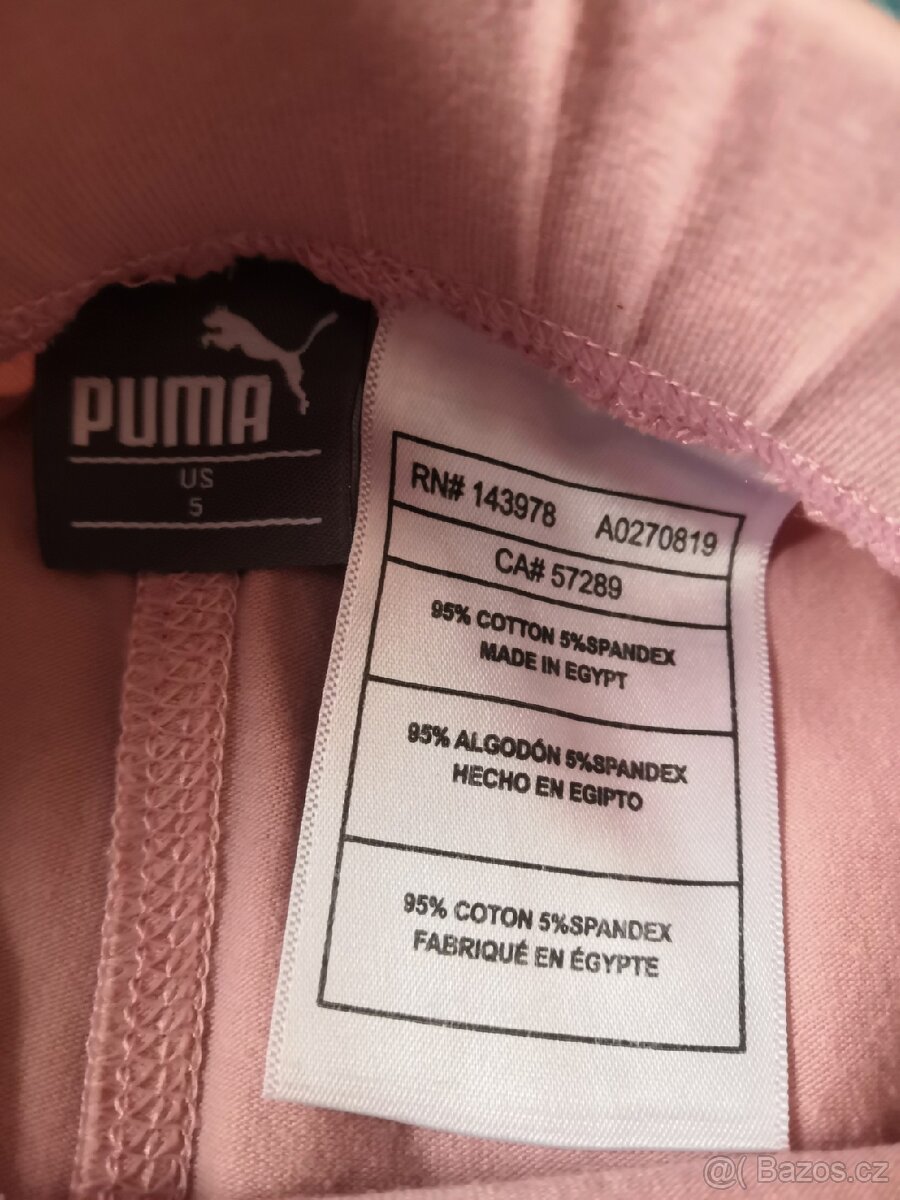 PUMA
US
5
RN# 143978 A0270819
CA# 57289
95% COTTON 5%SPANDEX
MADE IN EGYPT
95% ALGODÓN 5%SPANDEX
HECHO EN EGIPTO
95% COTON 5%SPANDEX
FABRIQUÉ EN ÉGYPTE
@( Bazos.cz